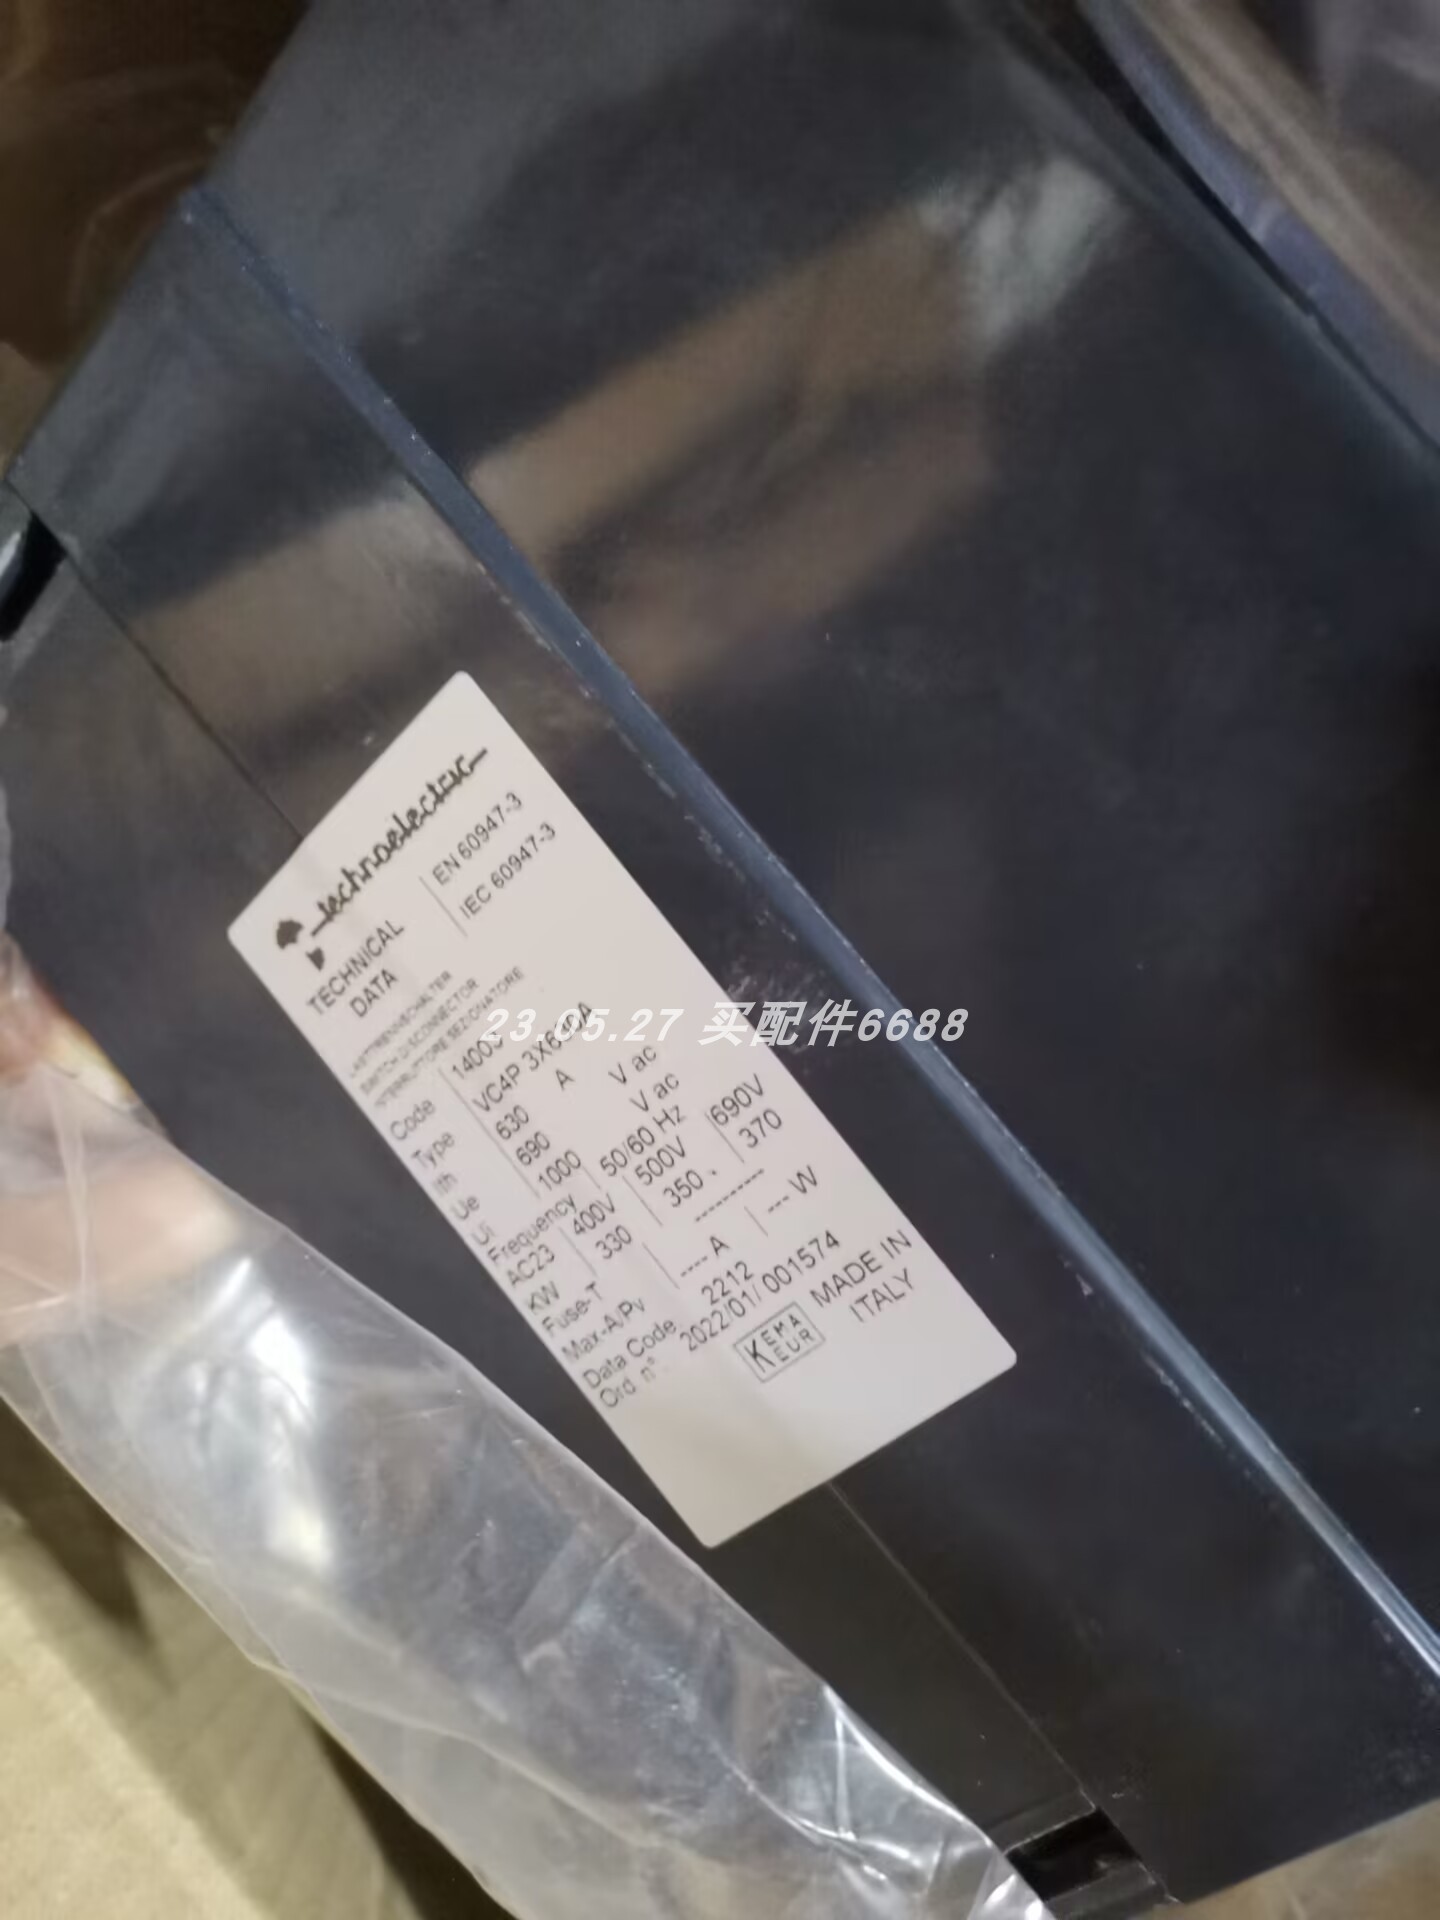 technoelectric
TECHNICAL DATA
EN 60947-3
IEC 60947-3
LASTTRENNSCHALTER
SWITCH DISCONNECTOR
INTERRUTTORE SEZIONATORE
Code 14009
Type VC4P 3X630A
Ith 630 A
Ue 690 V ac
Ui 1000 V ac
Frequency 50/60 Hz
AC23 400V 500V 690V
KW 330 350 370
Fuse-T ----------
Max-A/Pv ---- A --- W
Data Code 2212
Ord n°. 2022/01/001574
KEMA EUR
MADE IN ITALY
23.05.27 买配件6688